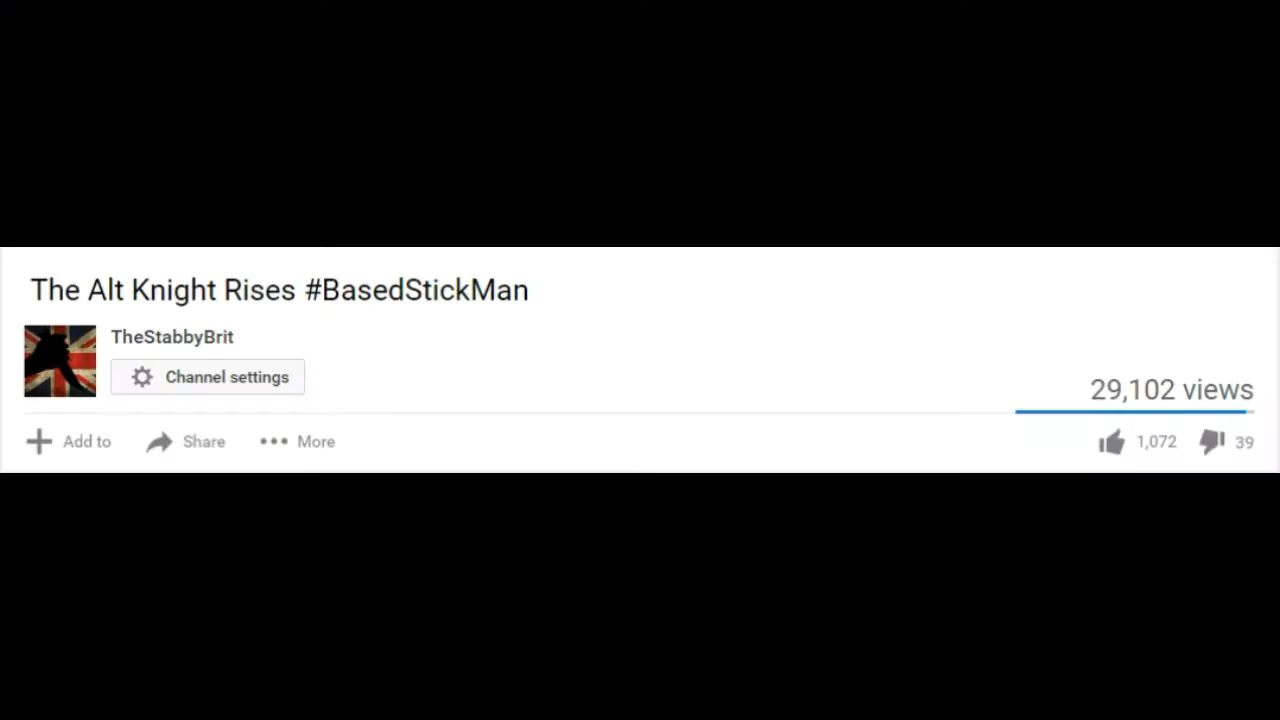 The Alt Knight Rises #BasedStickMan
TheStabbyBrit
Channel settings
29,102 views
Add to Share More 1,072 39